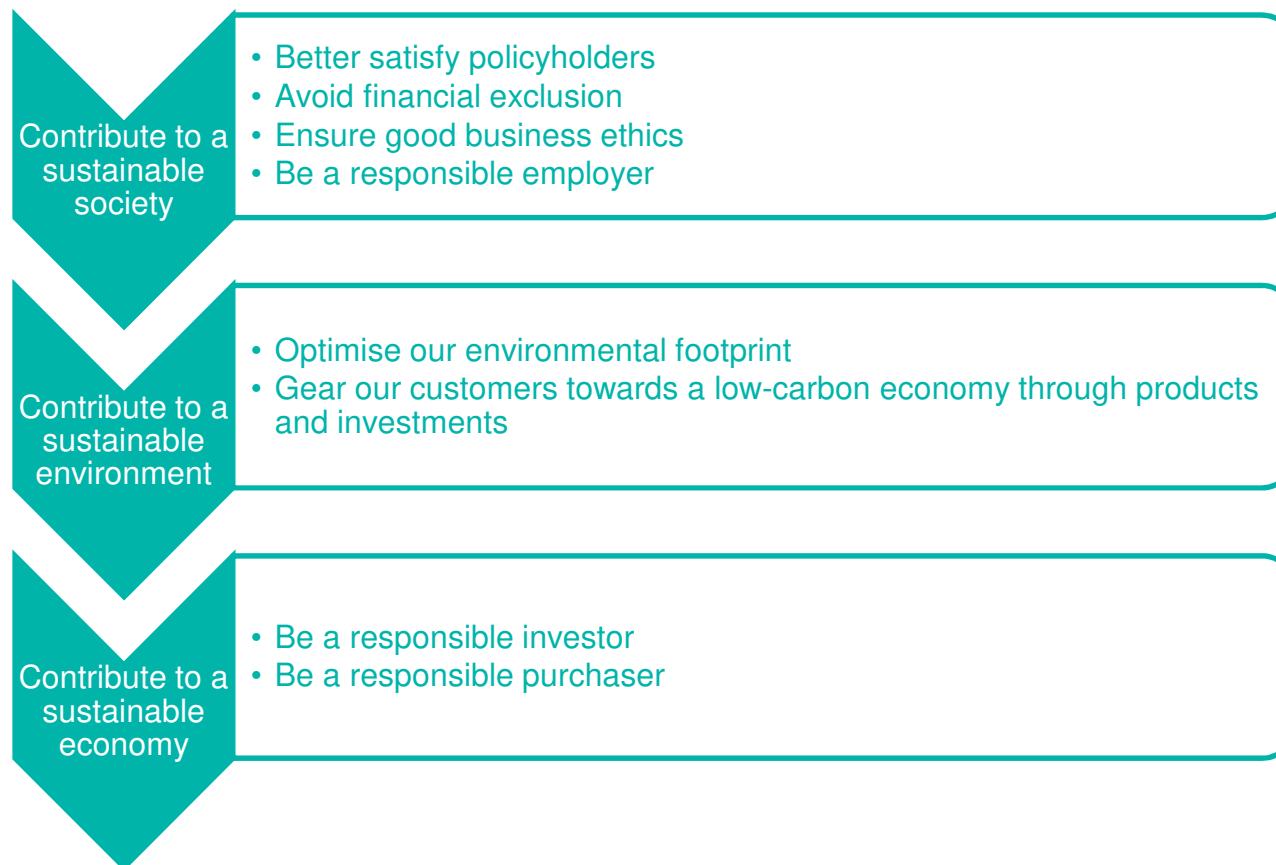 Contribute to a
sustainable
society
• Better satisfy policyholders
• Avoid financial exclusion
• Ensure good business ethics
• Be a responsible employer
Contribute to a
sustainable
environment
• Optimise our environmental footprint
• Gear our customers towards a low-carbon economy through products
and investments
Contribute to a
sustainable
economy
• Be a responsible investor
• Be a responsible purchaser